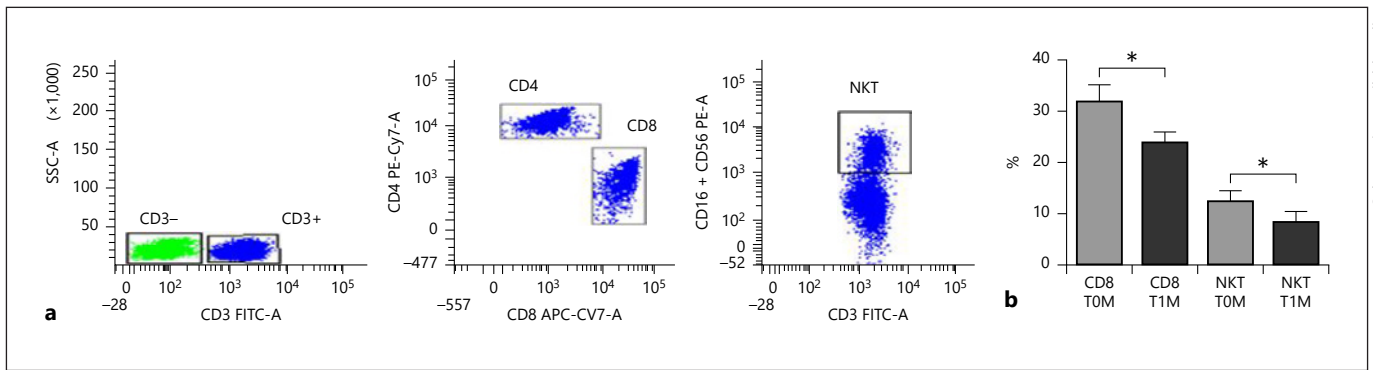 250
200
150
100
50
SSC-A (×1,000)
CD3–
CD3+
0
10²
10³
10⁴
10⁵
–28
CD3 FITC-A
a
10⁵
10⁴
10³
0
–477
CD4 PE-Cy7-A
CD4
CD8
0
10³
10⁴
10⁵
–557
CD8 APC-CV7-A
10⁵
10⁴
10³
10²
0
–52
CD16 + CD56 PE-A
NKT
0
10²
10³
10⁴
10⁵
–28
CD3 FITC-A
b
40
30
20
10
0
%
*
*
CD8 T0M
CD8 T1M
NKT T0M
NKT T1M